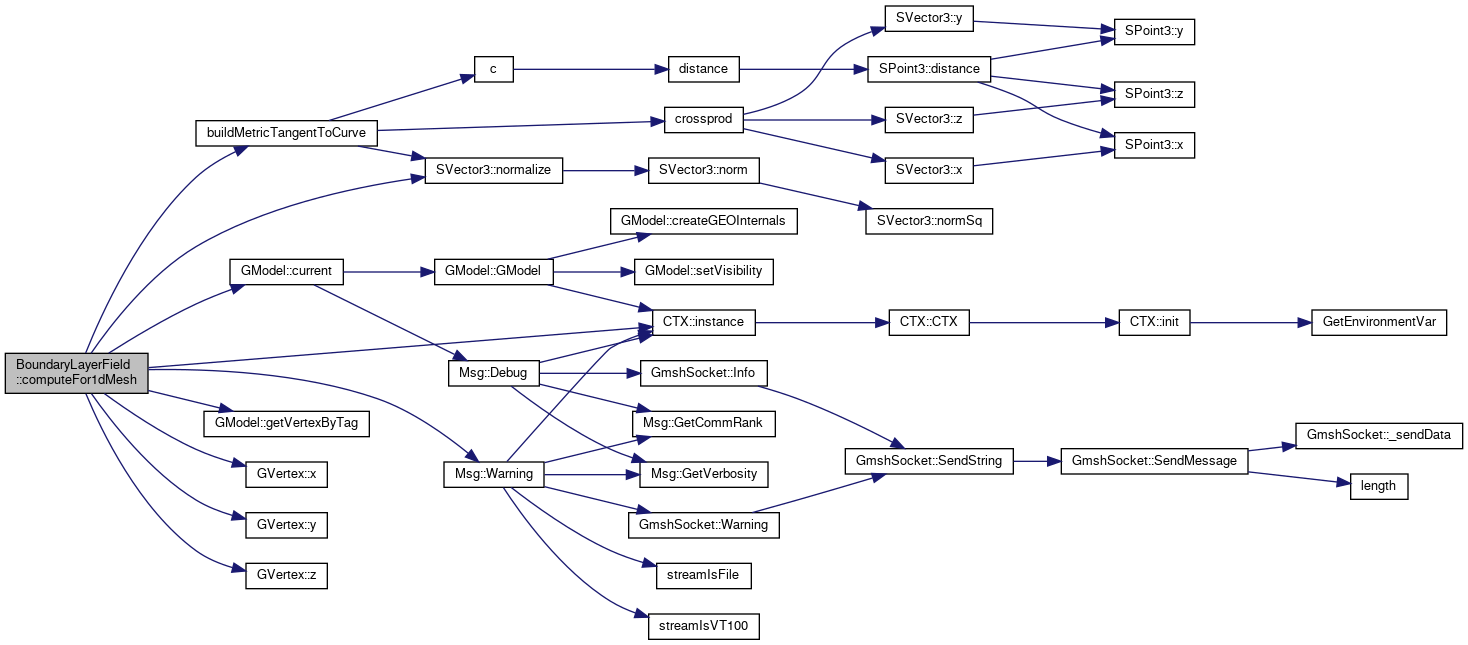 BoundaryLayerField
::computeFor1dMesh
buildMetricTangentToCurve
c
distance
SPoint3::distance
SPoint3::y
SPoint3::z
SPoint3::x
crossprod
SVector3::y
SVector3::z
SVector3::x
SVector3::normalize
SVector3::norm
SVector3::normSq
GModel::current
GModel::GModel
GModel::createGEOInternals
GModel::setVisibility
CTX::instance
CTX::CTX
CTX::init
GetEnvironmentVar
Msg::Debug
GmshSocket::Info
Msg::GetCommRank
Msg::GetVerbosity
GmshSocket::SendString
GmshSocket::SendMessage
GmshSocket::_sendData
length
Msg::Warning
GmshSocket::Warning
streamIsFile
streamIsVT100
GModel::getVertexByTag
GVertex::x
GVertex::y
GVertex::z